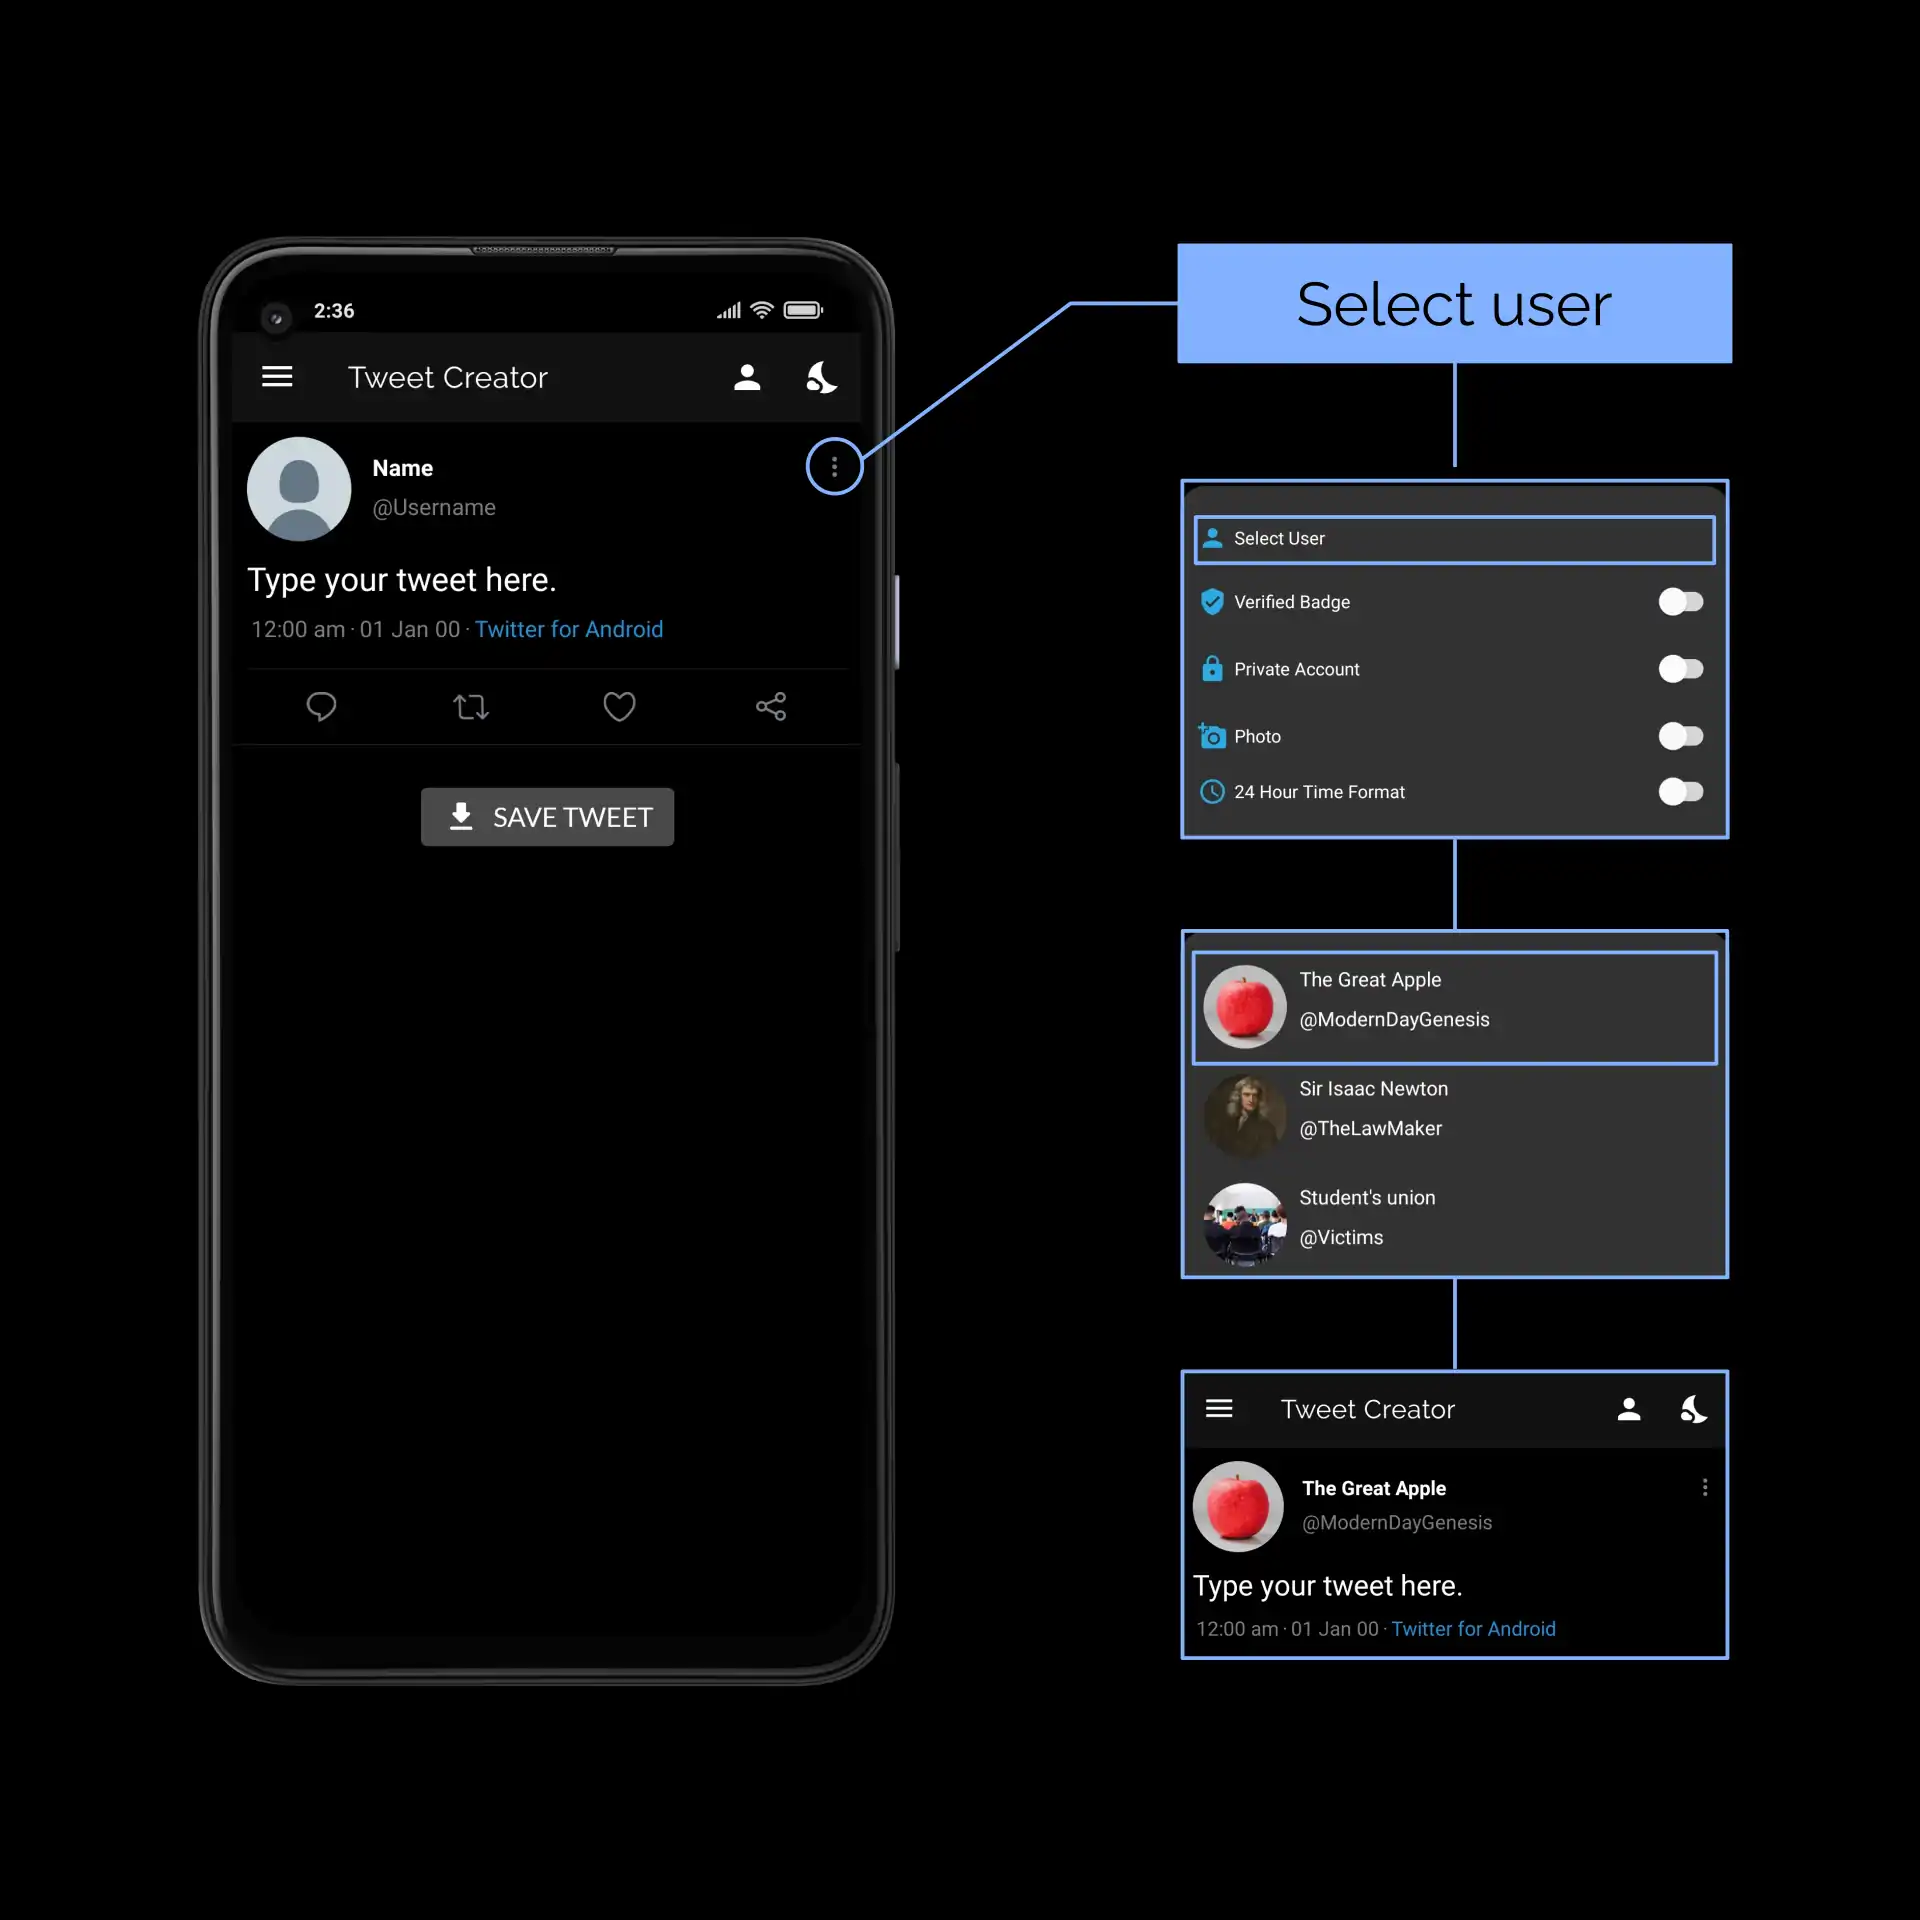 2:36
Tweet Creator
Name
@Username
Type your tweet here.
12:00 am · 01 Jan 00 · Twitter for Android
SAVE TWEET
Select user
Select User
Verified Badge
Private Account
Photo
24 Hour Time Format
The Great Apple
@ModernDayGenesis
Sir Isaac Newton
@TheLawMaker
Student's union
@Victims
Tweet Creator
The Great Apple
@ModernDayGenesis
Type your tweet here.
12:00 am · 01 Jan 00 · Twitter for Android